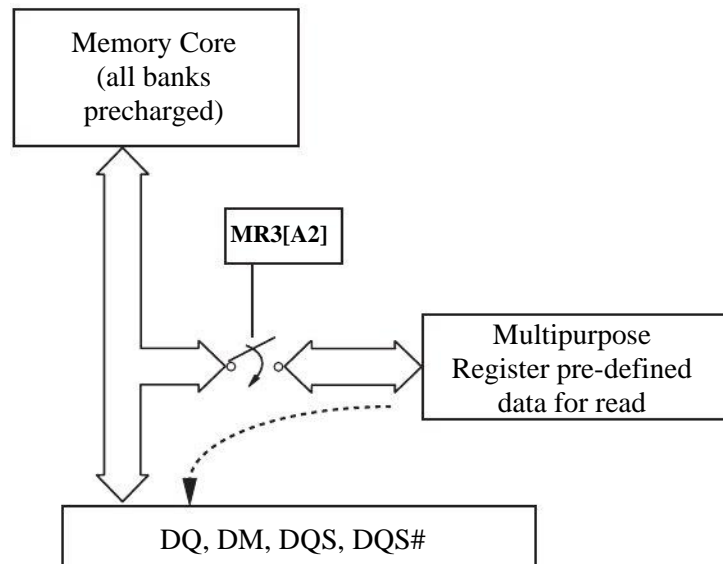 Memory Core
(all banks
precharged)
MR3[A2]
Multipurpose
Register pre-defined
data for read
DQ, DM, DQS, DQS#